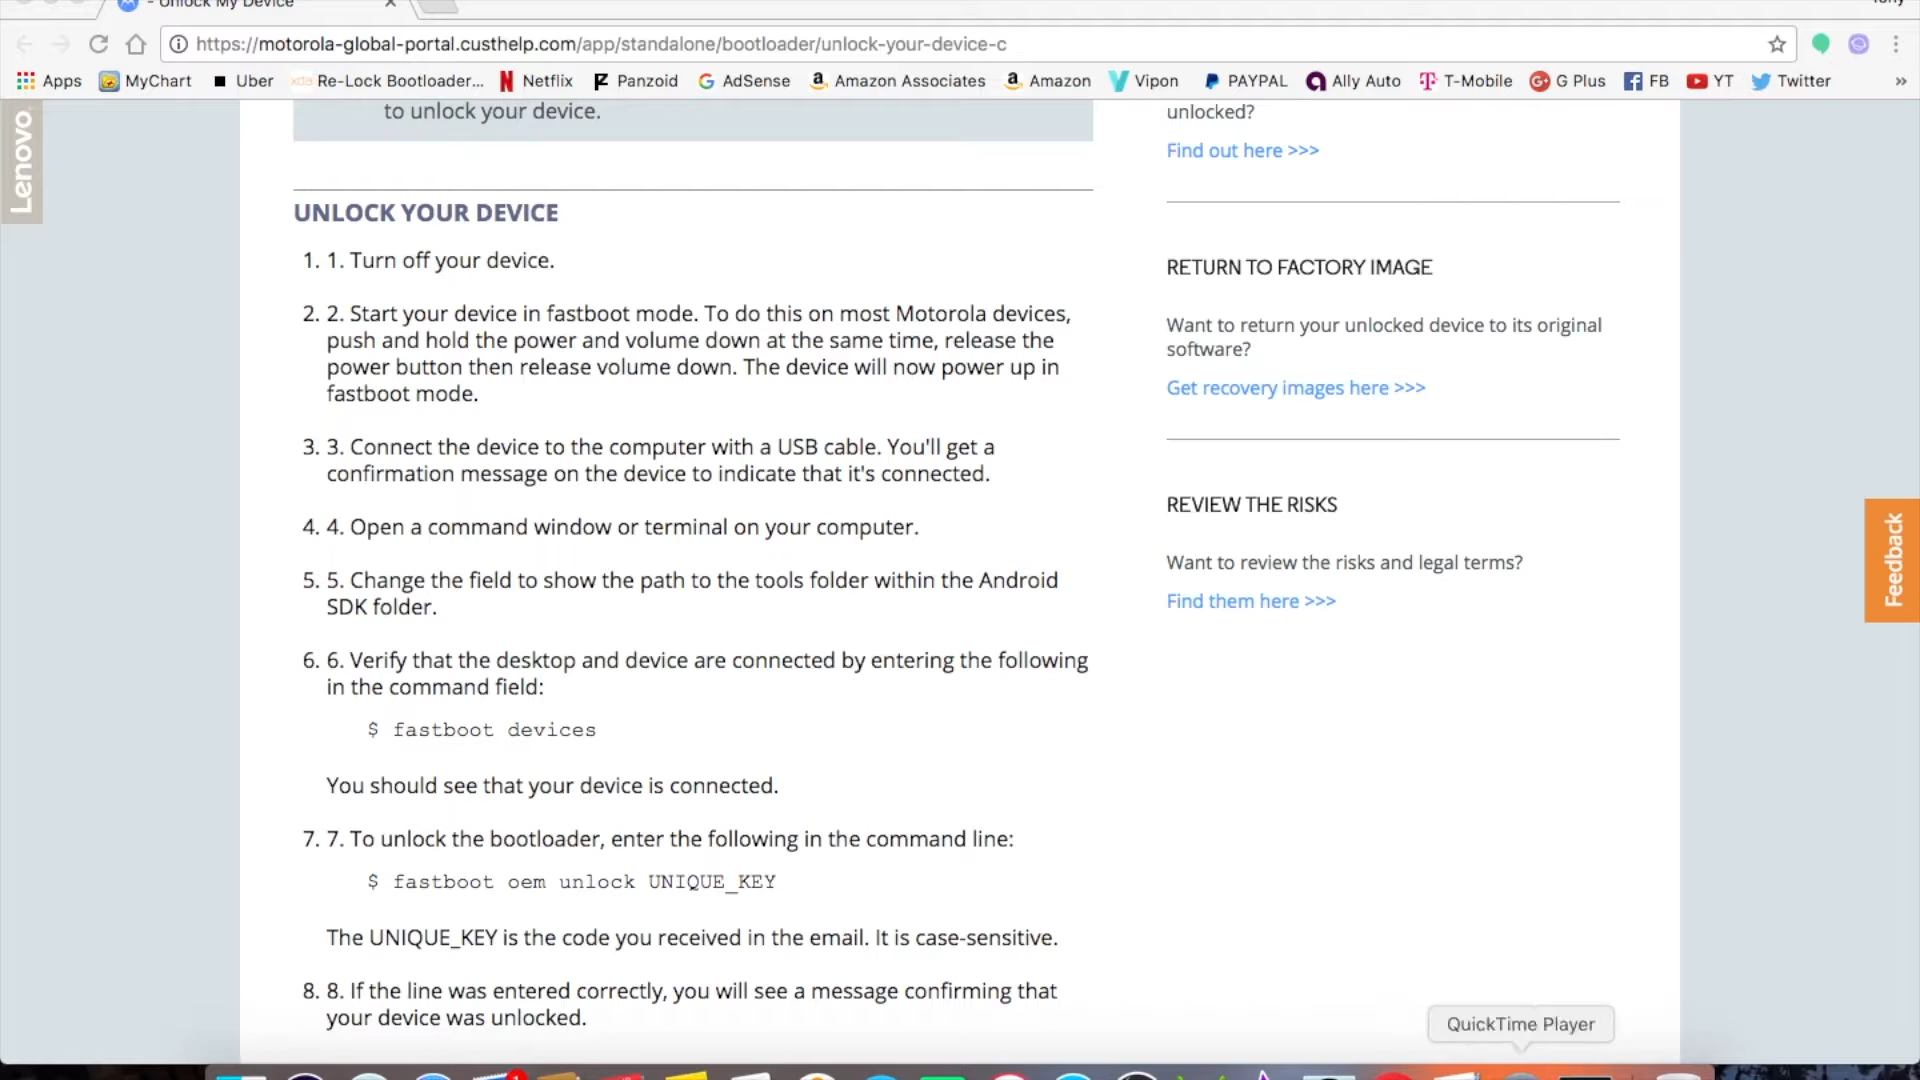 Unlock My Device
Tony
https://motorola-global-portal.custhelp.com/app/standalone/bootloader/unlock-your-device-c
Apps MyChart Uber xda Re-Lock Bootloader... Netflix Panzoid AdSense Amazon Associates Amazon Vipon PAYPAL Ally Auto T-Mobile G Plus FB YT Twitter »
Lenovo
to unlock your device.
UNLOCK YOUR DEVICE
1. 1. Turn off your device.
2. 2. Start your device in fastboot mode. To do this on most Motorola devices,
push and hold the power and volume down at the same time, release the
power button then release volume down. The device will now power up in
fastboot mode.
3. 3. Connect the device to the computer with a USB cable. You'll get a
confirmation message on the device to indicate that it's connected.
4. 4. Open a command window or terminal on your computer.
5. 5. Change the field to show the path to the tools folder within the Android
SDK folder.
6. 6. Verify that the desktop and device are connected by entering the following
in the command field:
$ fastboot devices
You should see that your device is connected.
7. 7. To unlock the bootloader, enter the following in the command line:
$ fastboot oem unlock UNIQUE_KEY
The UNIQUE_KEY is the code you received in the email. It is case-sensitive.
8. 8. If the line was entered correctly, you will see a message confirming that
your device was unlocked.
unlocked?
Find out here >>>
RETURN TO FACTORY IMAGE
Want to return your unlocked device to its original
software?
Get recovery images here >>>
REVIEW THE RISKS
Want to review the risks and legal terms?
Find them here >>>
Feedback
QuickTime Player
1